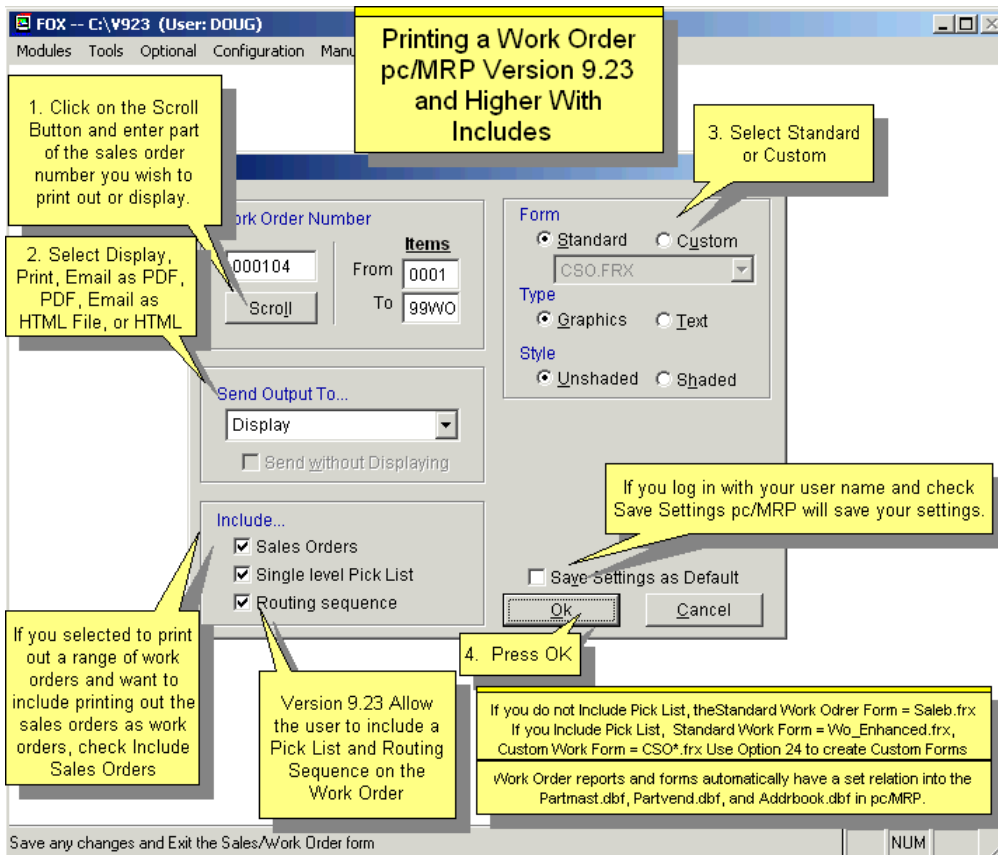 FOX -- C:\V923 (User: DOUG)
Modules Tools Optional Configuration
Printing a Work Order
pc/MRP Version 9.23
and Higher With
Includes
1. Click on the Scroll
Button and enter part
of the sales order
number you wish to
print out or display.
3. Select Standard
or Custom
2. Select Display,
Print, Email as PDF,
PDF, Email as
HTML File, or HTML
Order Number
000104
Scroll
Items
From 0001
To 99WO
Form
Standard Custom
CSO.FRX
Type
Graphics Text
Style
Unshaded Shaded
Send Output To...
Display
Send without Displaying
If you log in with your user name and check
Save Settings pc/MRP will save your settings.
Include...
Sales Orders
Single level Pick List
Routing sequence
Save Settings as Default
Ok Cancel
4. Press OK
If you selected to print
out a range of work
orders and want to
include printing out the
sales orders as work
orders, check Include
Sales Orders
Version 9.23 Allow
the user to include a
Pick List and Routing
Sequence on the
Work Order
If you do not Include Pick List, theStandard Work Odrer Form = Saleb.frx
If you Include Pick List, Standard Work Form = Wo_Enhanced.frx,
Custom Work Form = CSO*.frx Use Option 24 to create Custom Forms
Work Order reports and forms automatically have a set relation into the
Partmast.dbf, Partvend.dbf, and Addrbook.dbf in pc/MRP.
Save any changes and Exit the Sales/Work Order form
NUM